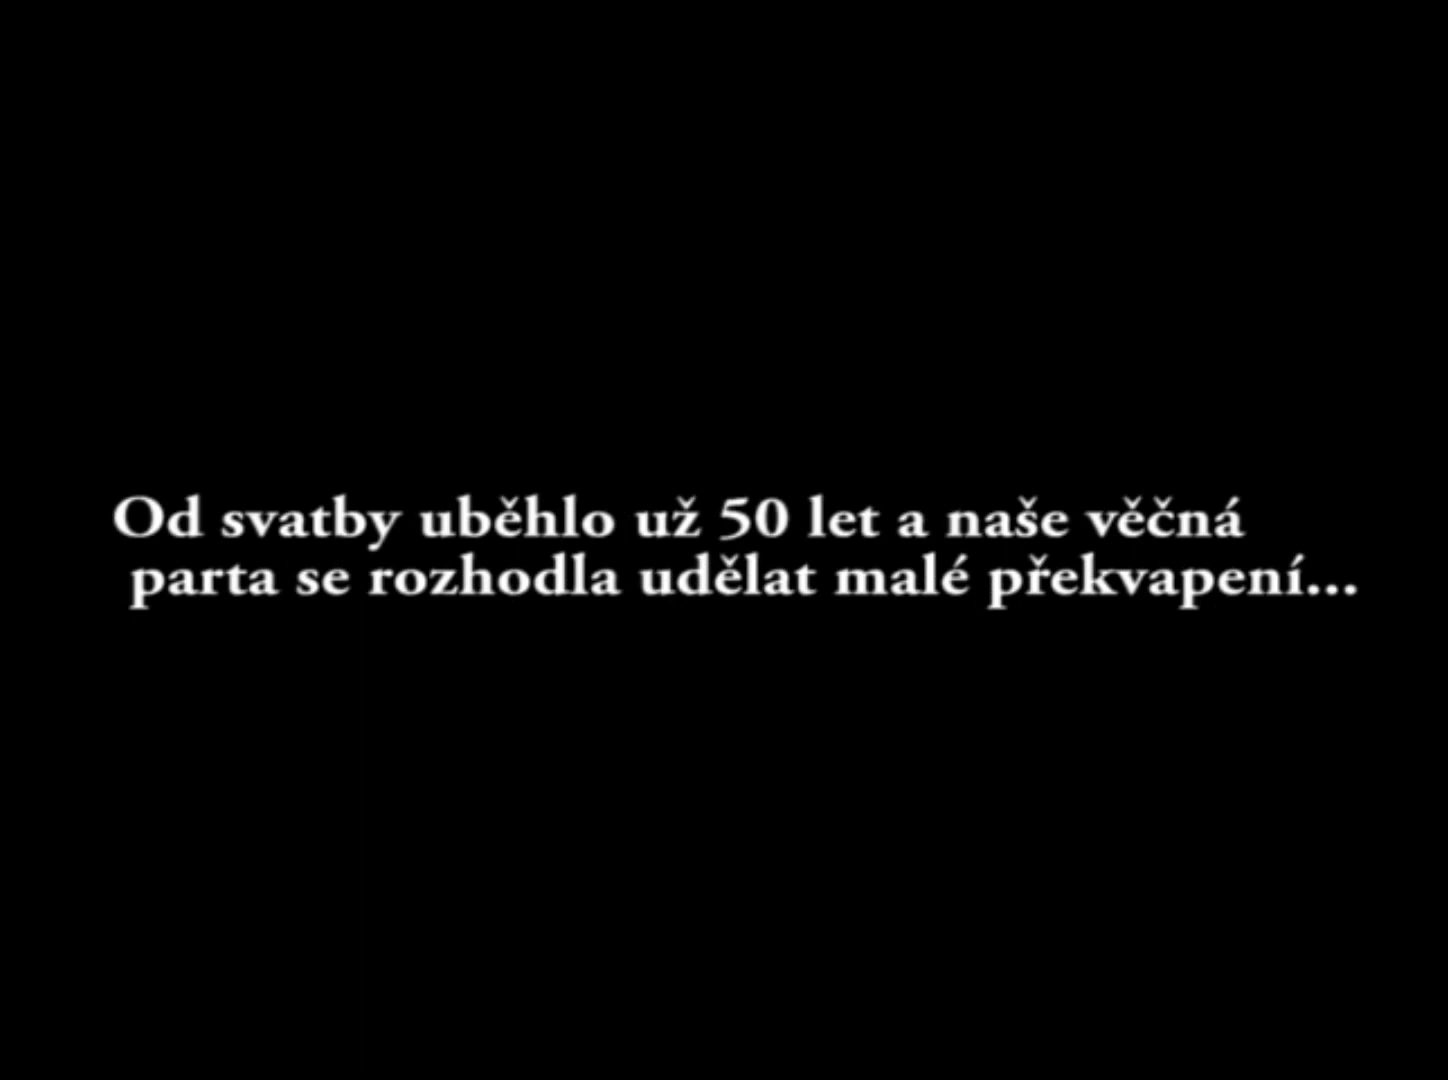 Od svatby uběhlo už 50 let a naše věčná
parta se rozhodla udělat malé překvapení...